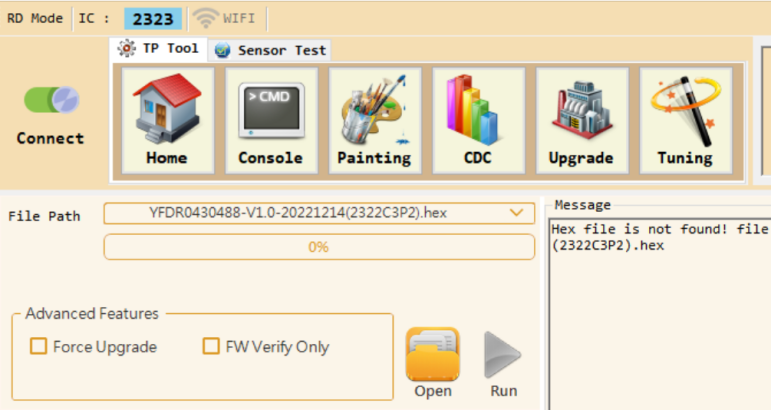 RD Mode IC : 2323 WIFI
TP Tool Sensor Test
Connect
> CMD
Home Console Painting CDC Upgrade Tuning
File Path YFDR0430488-V1.0-20221214(2322C3P2).hex
0%
Message
Hex file is not found! file
(2322C3P2).hex
Advanced Features
Force Upgrade FW Verify Only
Open Run